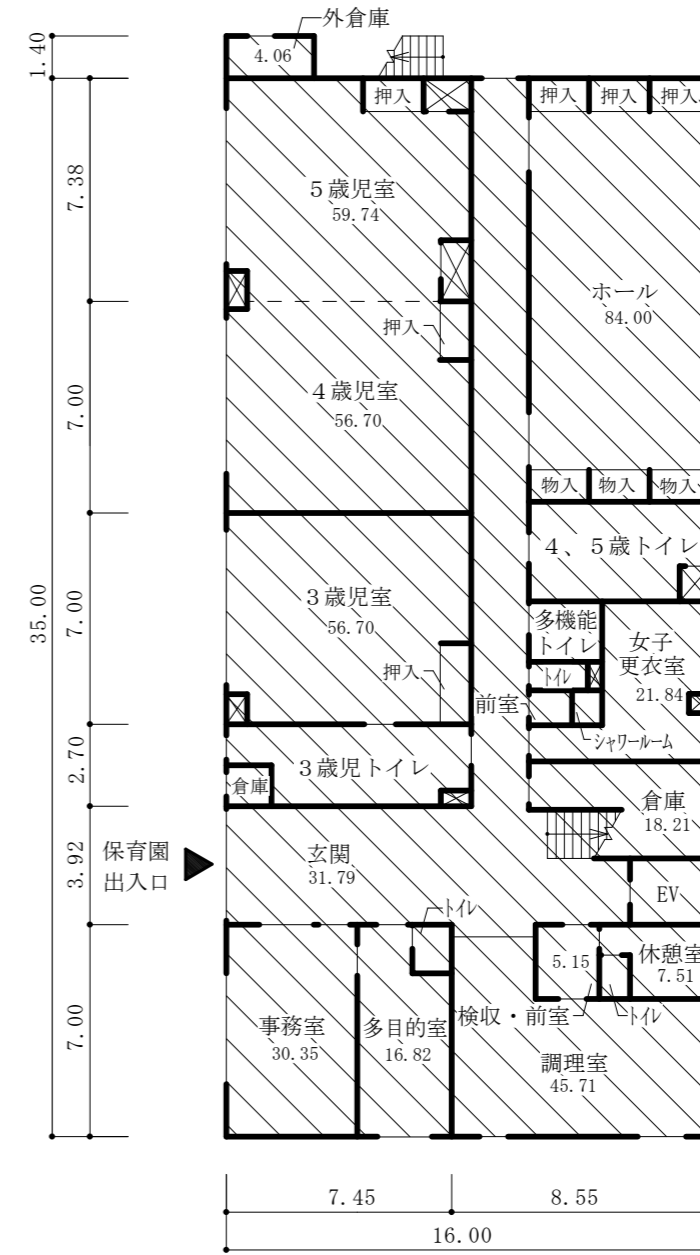 外倉庫
4.06
1.40
押入
押入
押入
押入
7.38
5歳児室
59.74
ホール
84.00
押入
4歳児室
56.70
7.00
物入
物入
物入
4、5歳トイレ
35.00
7.00
3歳児室
56.70
多機能
トイレ
女子
更衣室
21.84
トイレ
押入
前室
シャワールーム
2.70
3歳児トイレ
倉庫
倉庫
18.21
3.92
保育園
出入口
玄関
31.79
EV
トイレ
休憩室
7.51
5.15
7.00
事務室
30.35
多目的室
16.82
検収・前室
トイレ
調理室
45.71
7.45
8.55
16.00